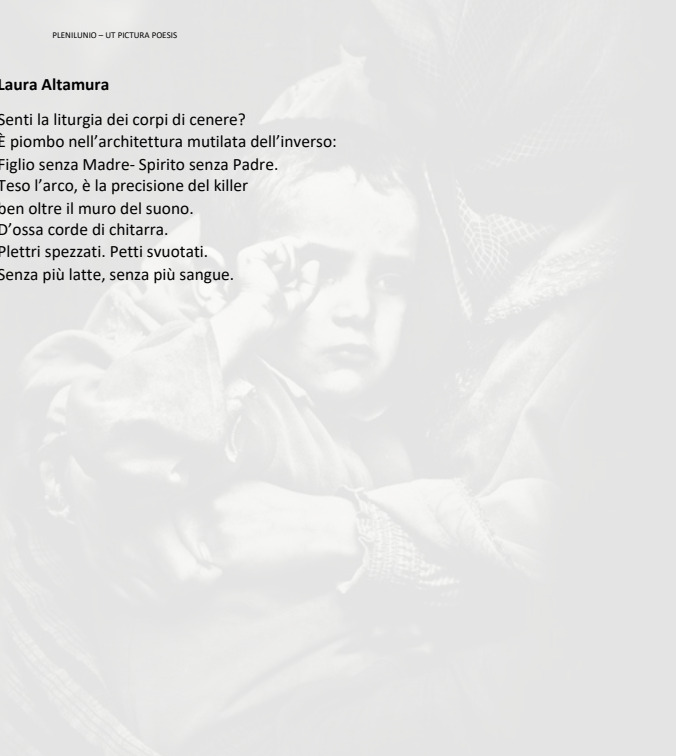 PLENILUNIO – UT PICTURA POESIS
Laura Altamura
Senti la liturgia dei corpi di cenere?
È piombo nell’architettura mutilata dell’inverso:
Figlio senza Madre- Spirito senza Padre.
Teso l’arco, è la precisione del killer
ben oltre il muro del suono.
D’ossa corde di chitarra.
Plettri spezzati. Petti svuotati.
Senza più latte, senza più sangue.